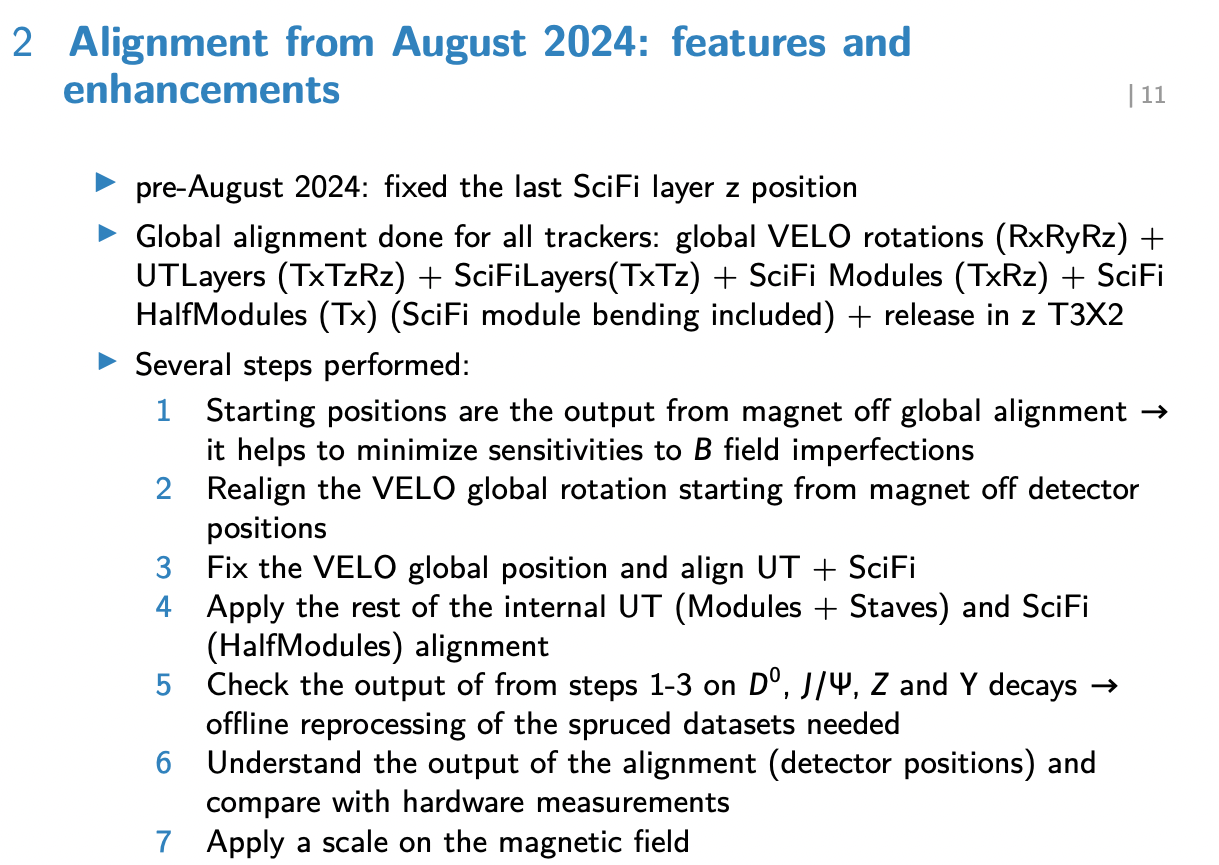 2 Alignment from August 2024: features and
enhancements
| 11
▶ pre-August 2024: fixed the last SciFi layer z position
▶ Global alignment done for all trackers: global VELO rotations (RxRyRz) +
UTLayers (TxTzRz) + SciFiLayers(TxTz) + SciFi Modules (TxRz) + SciFi
HalfModules (Tx) (SciFi module bending included) + release in z T3X2
▶ Several steps performed:
1 Starting positions are the output from magnet off global alignment →
it helps to minimize sensitivities to B field imperfections
2 Realign the VELO global rotation starting from magnet off detector
positions
3 Fix the VELO global position and align UT + SciFi
4 Apply the rest of the internal UT (Modules + Staves) and SciFi
(HalfModules) alignment
5 Check the output of from steps 1-3 on D⁰, J/Ψ, Z and Υ decays →
offline reprocessing of the spruced datasets needed
6 Understand the output of the alignment (detector positions) and
compare with hardware measurements
7 Apply a scale on the magnetic field